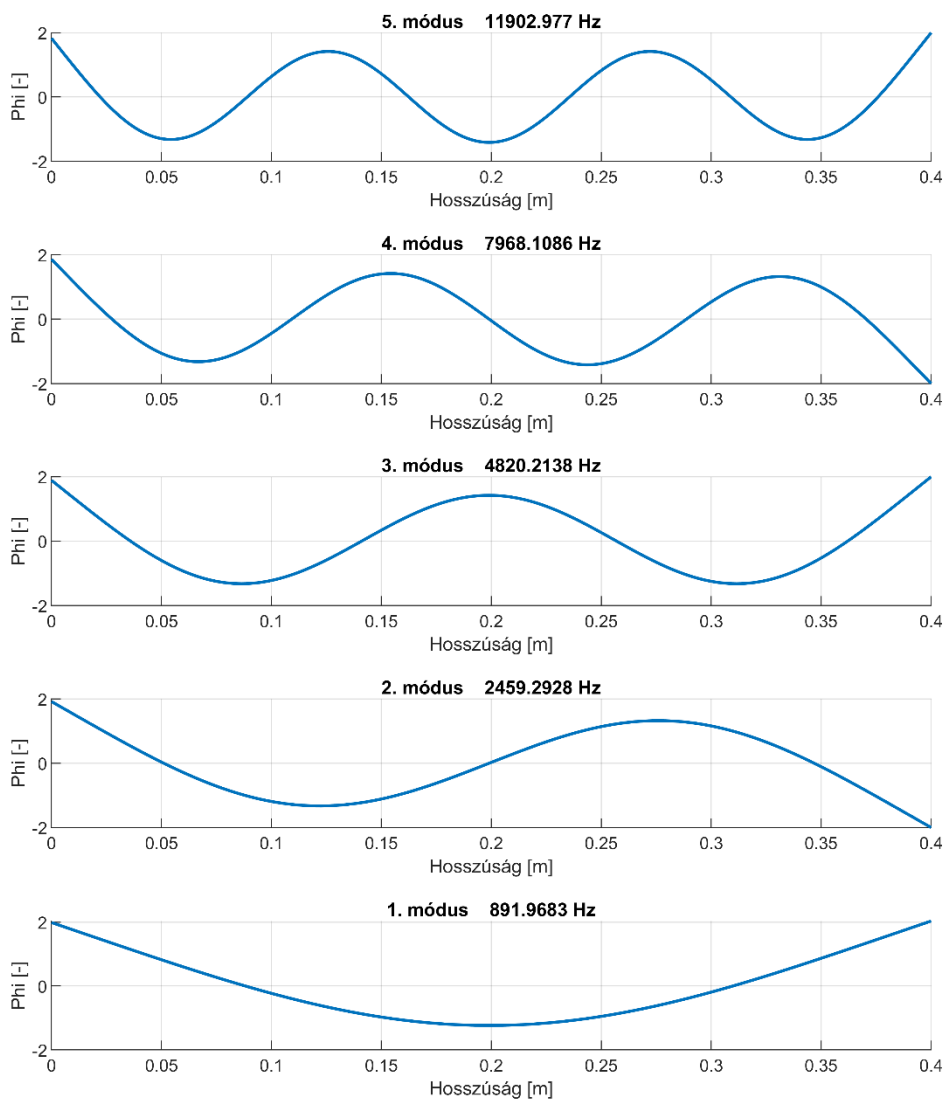 5. módus 11902.977 Hz
2
0
-2
Phi [-]
0 0.05 0.1 0.15 0.2 0.25 0.3 0.35 0.4
Hosszúság [m]
4. módus 7968.1086 Hz
2
0
-2
Phi [-]
0 0.05 0.1 0.15 0.2 0.25 0.3 0.35 0.4
Hosszúság [m]
3. módus 4820.2138 Hz
2
0
-2
Phi [-]
0 0.05 0.1 0.15 0.2 0.25 0.3 0.35 0.4
Hosszúság [m]
2. módus 2459.2928 Hz
2
0
-2
Phi [-]
0 0.05 0.1 0.15 0.2 0.25 0.3 0.35 0.4
Hosszúság [m]
1. módus 891.9683 Hz
2
0
-2
Phi [-]
0 0.05 0.1 0.15 0.2 0.25 0.3 0.35 0.4
Hosszúság [m]